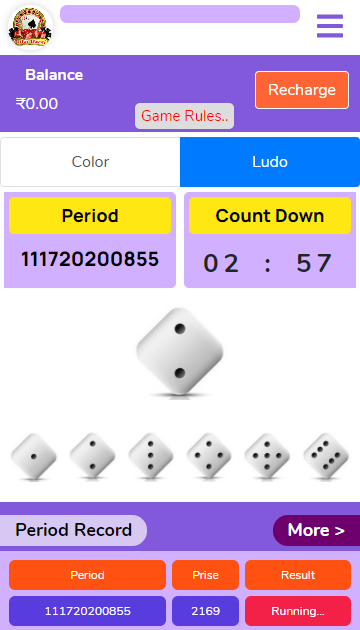 Balance
₹0.00
Recharge
Game Rules..
Color
Ludo
Period
Count Down
111720200855
02 : 57
Period Record
More >
Period
Prise
Result
111720200855
2169
Running...